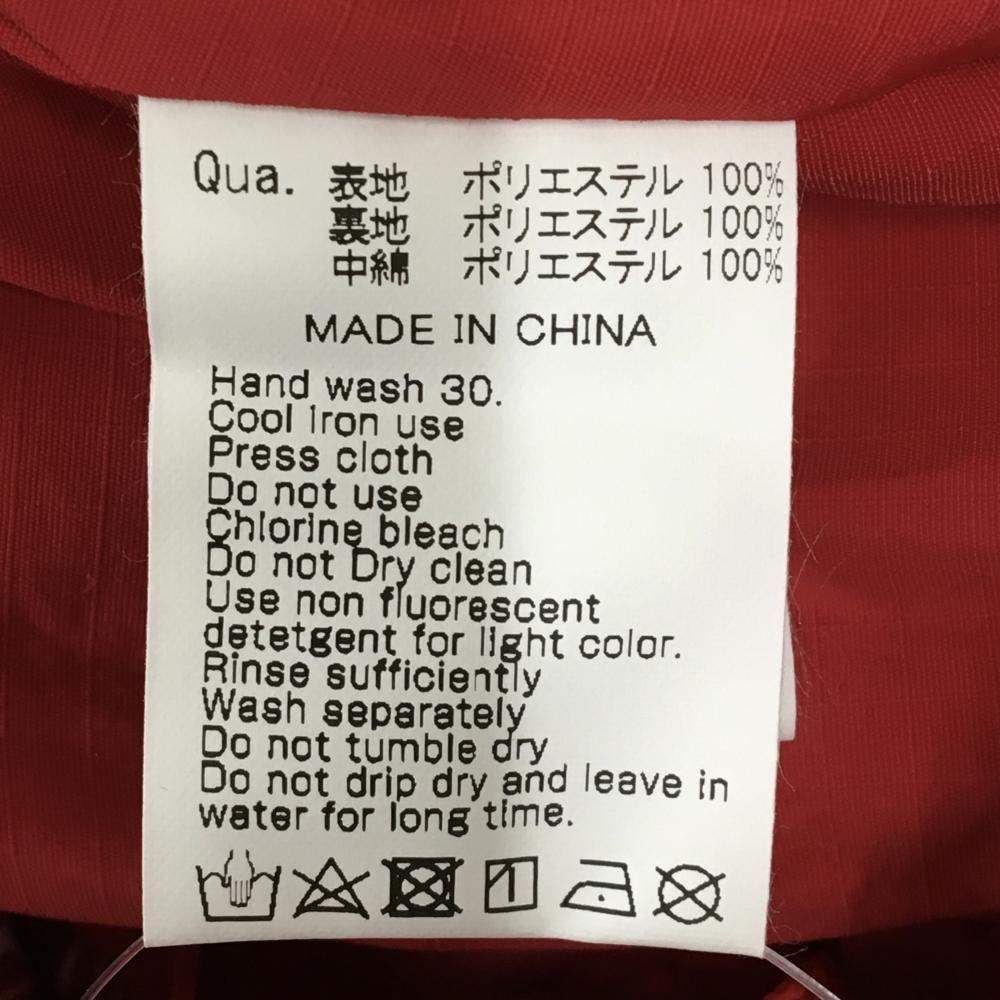 Qua. 表地 ポリエステル 100%
裏地 ポリエステル 100%
中綿 ポリエステル 100%
MADE IN CHINA
Hand wash 30.
Cool Iron use
Press cloth
Do not use
Chlorine bleach
Do not Dry clean
Use non fluorescent
detetgent for light color.
Rinse sufficiently
Wash separately
Do not tumble dry
Do not drip dry and leave in
water for long time.